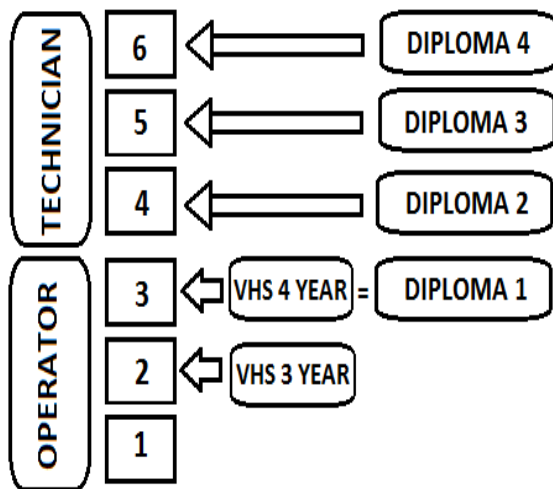 TECHNICIAN
6
DIPLOMA 4
5
DIPLOMA 3
4
DIPLOMA 2
OPERATOR
3
VHS 4 YEAR = DIPLOMA 1
2
VHS 3 YEAR
1